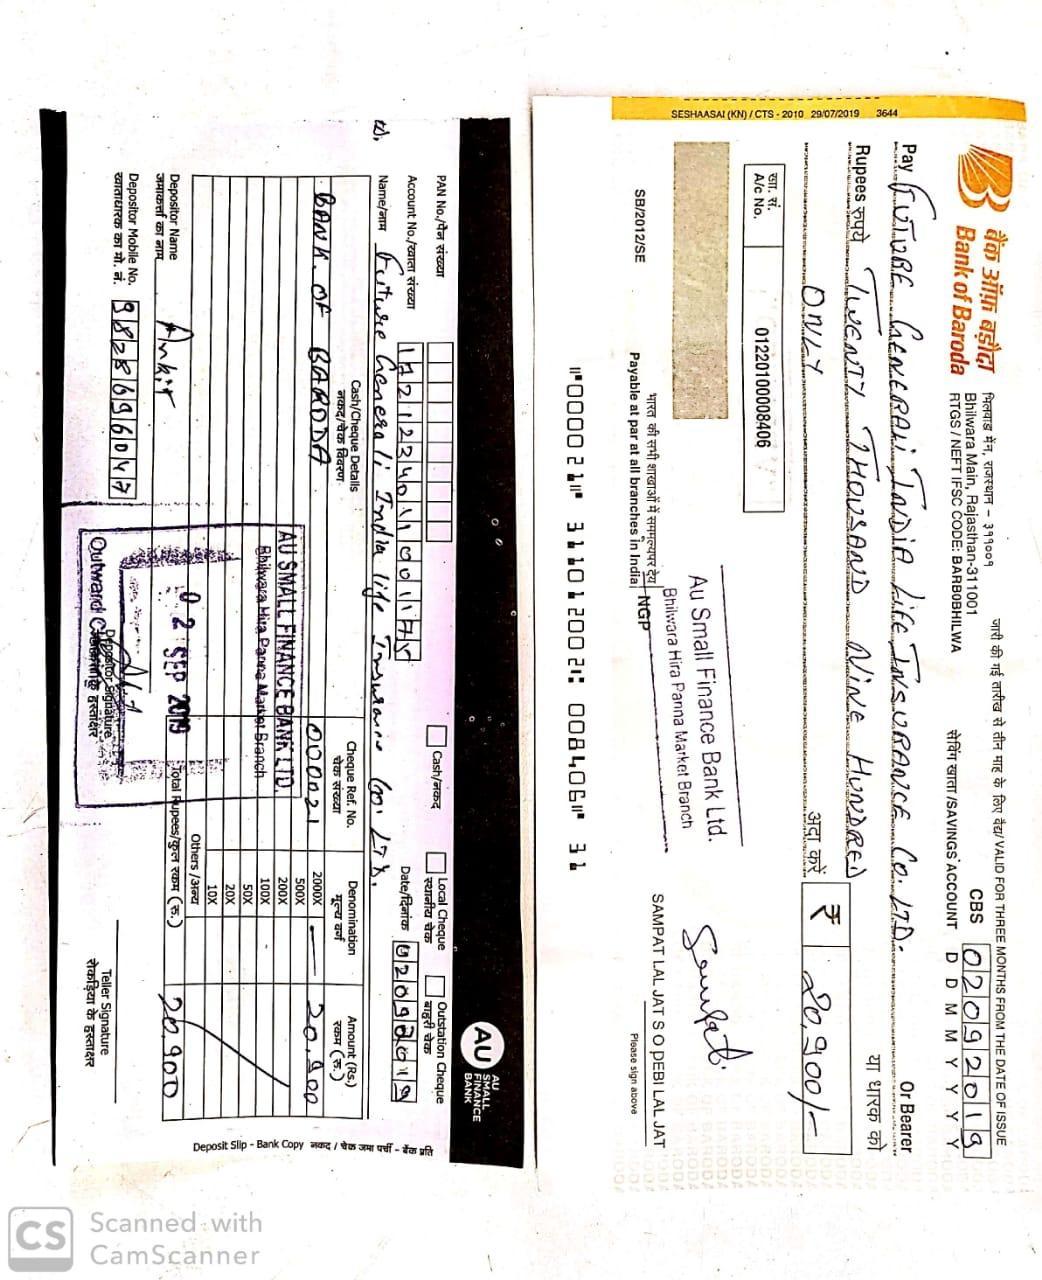 SESHAASAI (KN) / CTS - 2010 29/07/2019 3644
बैंक ऑफ़ बड़ौदा
Bank of Baroda
भिलवाडा मेंन, राजस्थान – ३११००१
Bhilwara Main, Rajasthan-311001
RTGS / NEFT IFSC CODE: BARB0BHILWA
जारी की गई तारीख से तीन माह के लिए वैद्य/ VALID FOR THREE MONTHS FROM THE DATE OF ISSUE
CBS 02092019
सेविंग खाता /SAVINGS ACCOUNT D D M M Y Y Y Y
Pay FUTURE GENERALI INDIA LIFE INSURANCE CO. LTD. Or Bearer
या धारक को
Rupees रुपये TWENTY THOUSAND NINE HUNDRED
ONLY अदा करें ₹ 20,900/-
खा. सं.
A/c No. 01220100008406
Au Small Finance Bank Ltd.
Bhilwara Hira Panna Market Branch
Sampat
SB/2012/SE
भारत की सभी शाखाओं में सममूल्यपर देय
Payable at par at all branches in India NGP
SAMPAT LAL JAT S O DEBI LAL JAT
Please sign above
⑈000021⑈ 311012002⑆ 008406⑈ 31
AU
AU
SMALL
FINANCE
BANK
Cash/नकद
Local Cheque
स्थानीय चेक
Outstation Cheque
बाहरी चेक
PAN No./पैन संख्या
Account No./खाता संख्या
Date/दिनांक 02092019
Name/नाम Future Generali India life Insurance Co. LTD.
Cash/Cheque Details
नकद/चेक विवरण
Cheque Ref. No.
चेक संख्या
Denomination
मूल्य वर्ग
Amount (Rs.)
रकम (रु.)
BANK OF BARODA 000021 2000X 20,900
500X
AU SMALL FINANCE BANK LTD. 200X
Bhilwara Hira Panna Market Branch 100X
50X
20X
10X
Others /अन्य
02 SEP 2019
Total Rupees/कुल रकम (रु.) 20,900
Depositor Name
जमाकर्ता का नाम Ankit
Depositor Signature
Outward
Depositor Mobile No.
खाताधारक का मो. नं. 9828696047
Teller Signature
रोकड़िया के हस्ताक्षर
Deposit Slip - Bank Copy नकद / चेक जमा पर्ची - बैंक प्रति
CS Scanned with
CamScanner